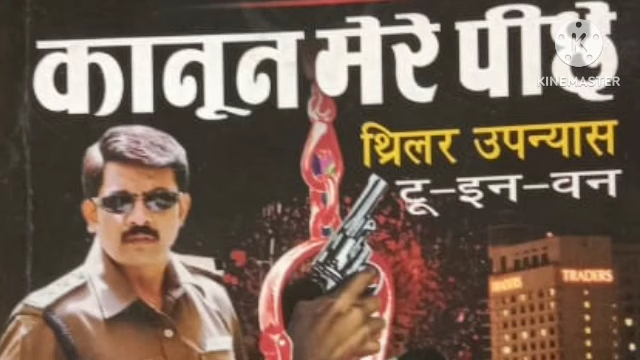 कानून मेरे पीछे
KINEMASTER
थ्रिलर उपन्यास
टू-इन-वन
TRADERS